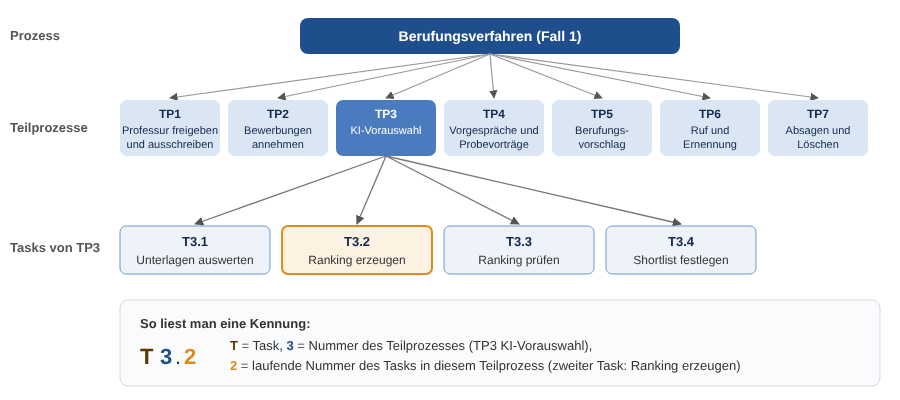 Prozess
Berufungsverfahren (Fall 1)
Teilprozesse
TP1
Professur freigeben
und ausschreiben
TP2
Bewerbungen
annehmen
TP3
KI-Vorauswahl
TP4
Vorgespräche und
Probevorträge
TP5
Berufungs-
vorschlag
TP6
Ruf und
Ernennung
TP7
Absagen und
Löschen
Tasks von TP3
T3.1
Unterlagen auswerten
T3.2
Ranking erzeugen
T3.3
Ranking prüfen
T3.4
Shortlist festlegen
So liest man eine Kennung:
T 3.2
T = Task, 3 = Nummer des Teilprozesses (TP3 KI-Vorauswahl),
2 = laufende Nummer des Tasks in diesem Teilprozess (zweiter Task: Ranking erzeugen)